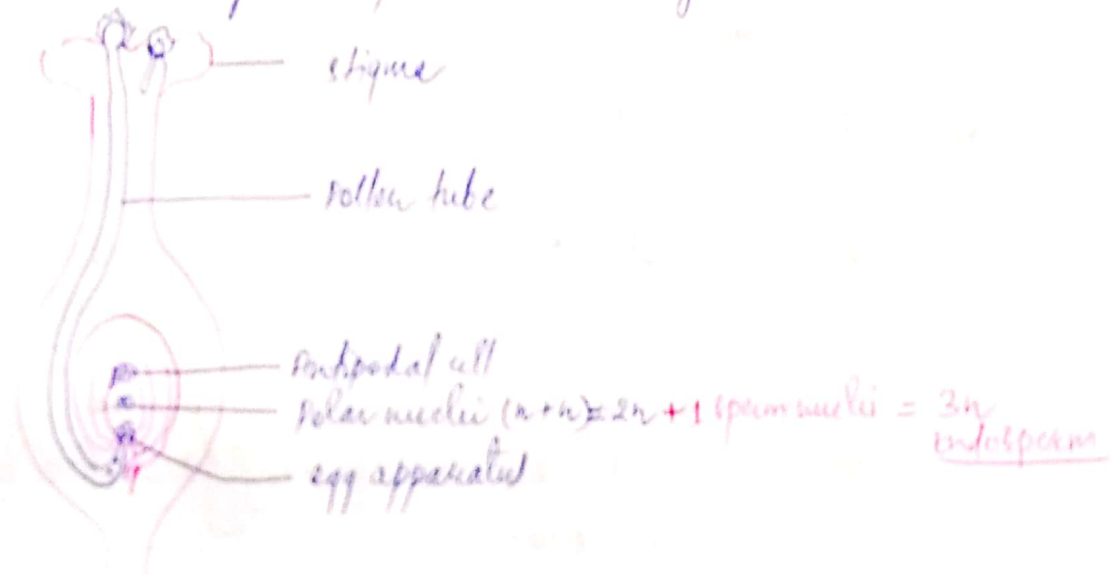 stigma
Pollen tube
Antipodal cell
Polar nuclei (n+n)=2n +1 sperm nuclei = 3n
endosperm
egg apparatus